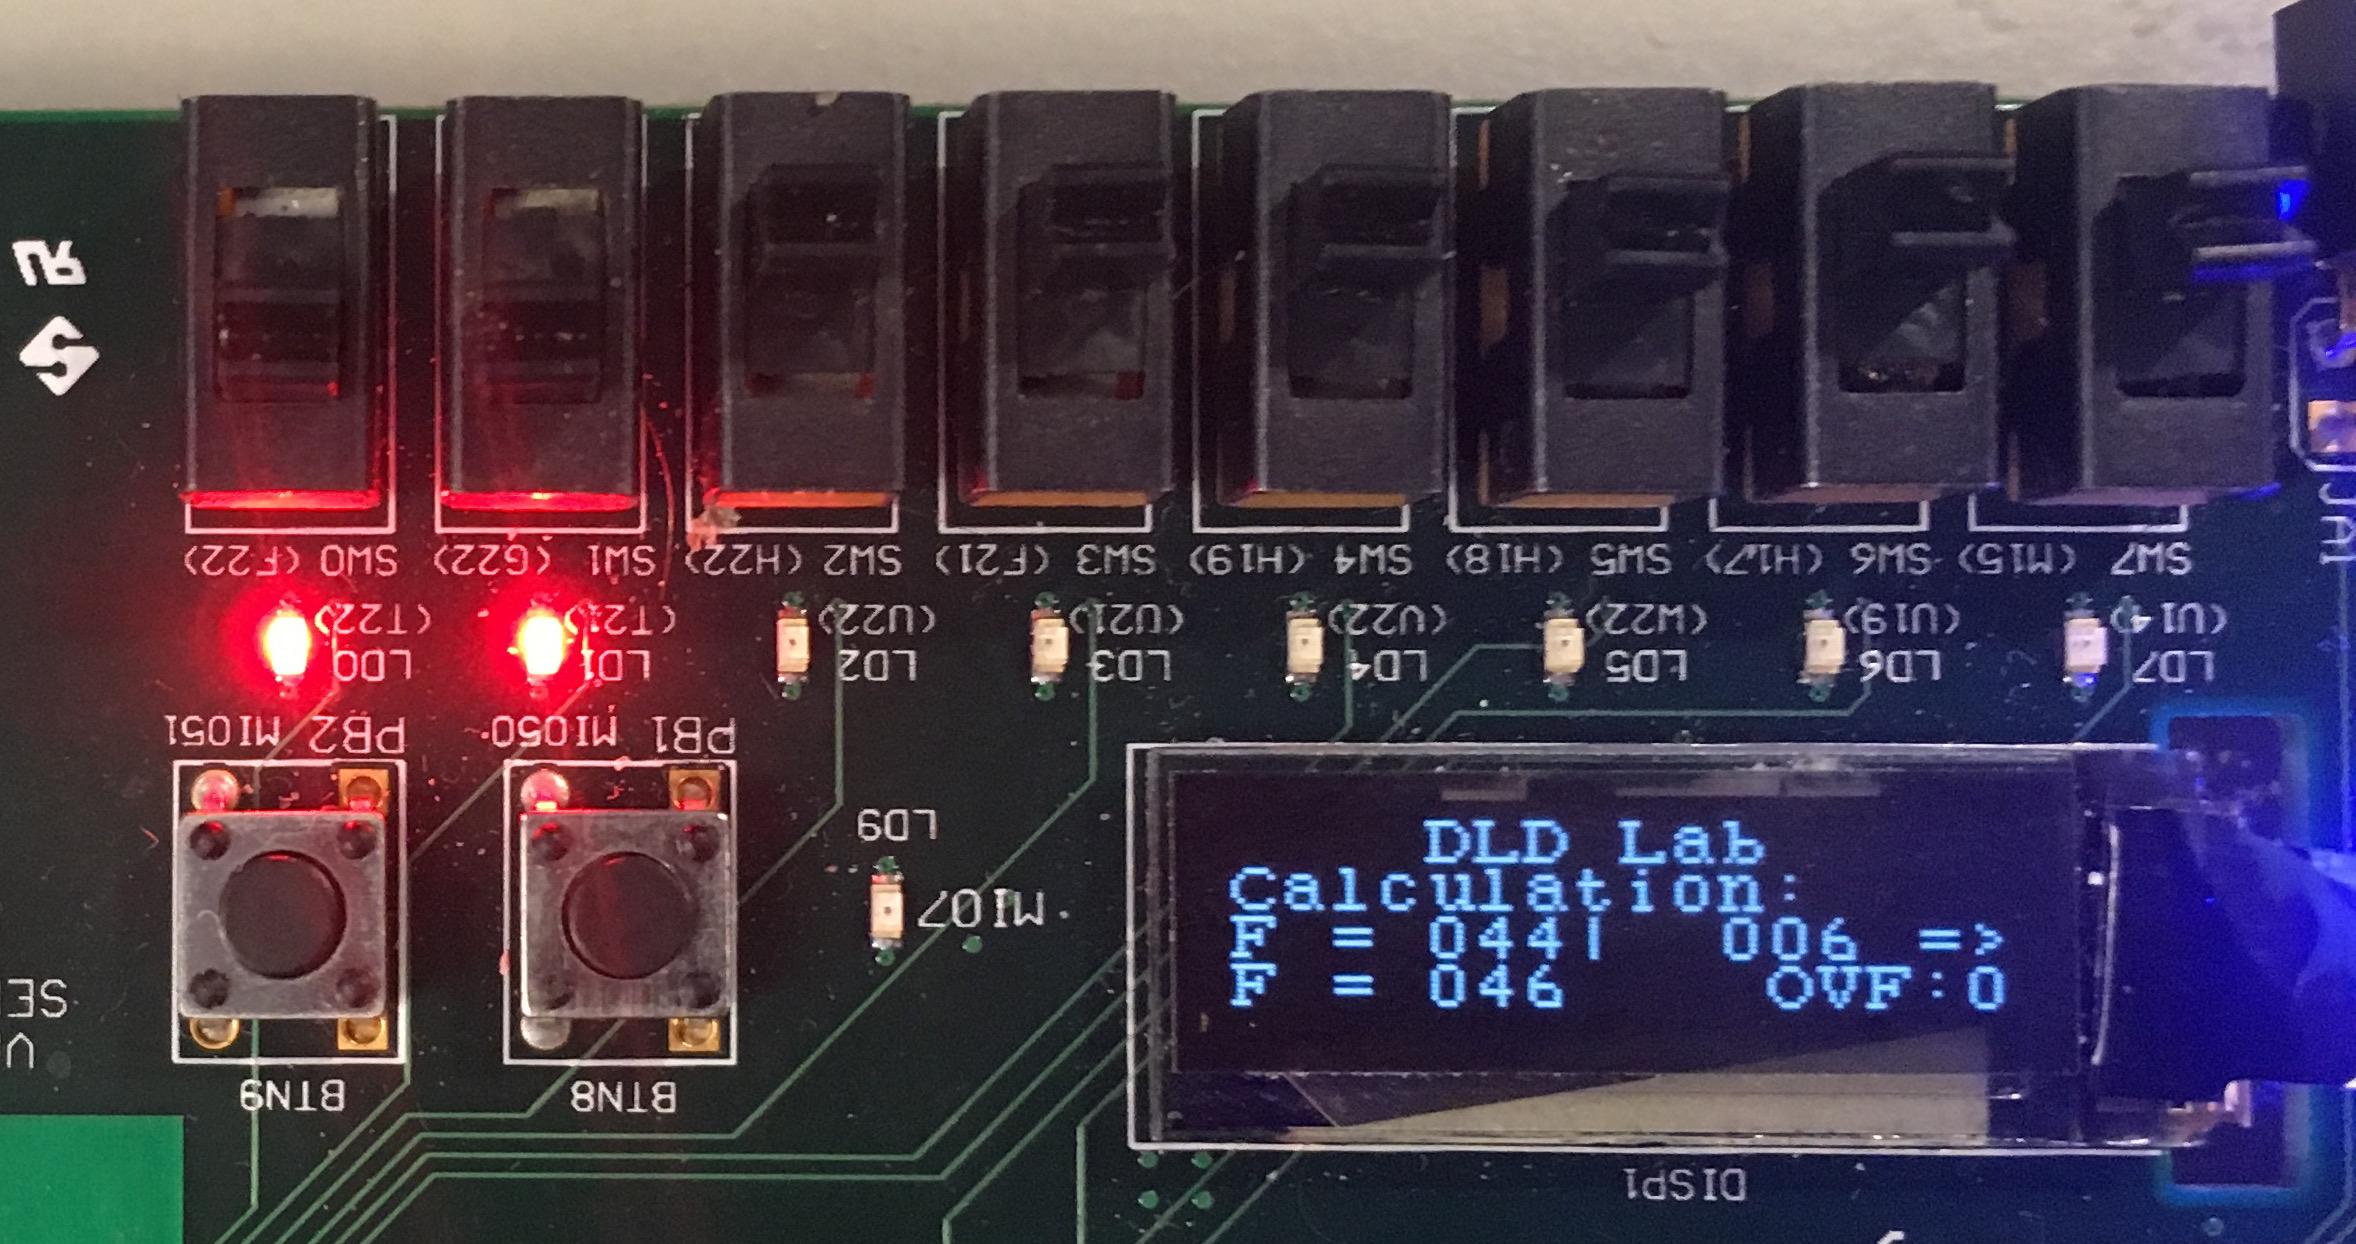 SW0 (F22) SW1 (G22) SW2 (H22) SW3 (F21) SW4 (H19) SW5 (H18) SW6 (H17) SW7 (M15)
(T22) (T21) (U22) (U21) (V22) (W22) (U19) (U14)
LD0 LD1 LD2 LD3 LD4 LD5 LD6 LD7
PB2 MIO51 PB1 MIO50
LD9
MIO7
BTN9 BTN8
JA1
DLD Lab
Calculation:
F = 044| 006 =>
F = 046 OVF:0
DISP1